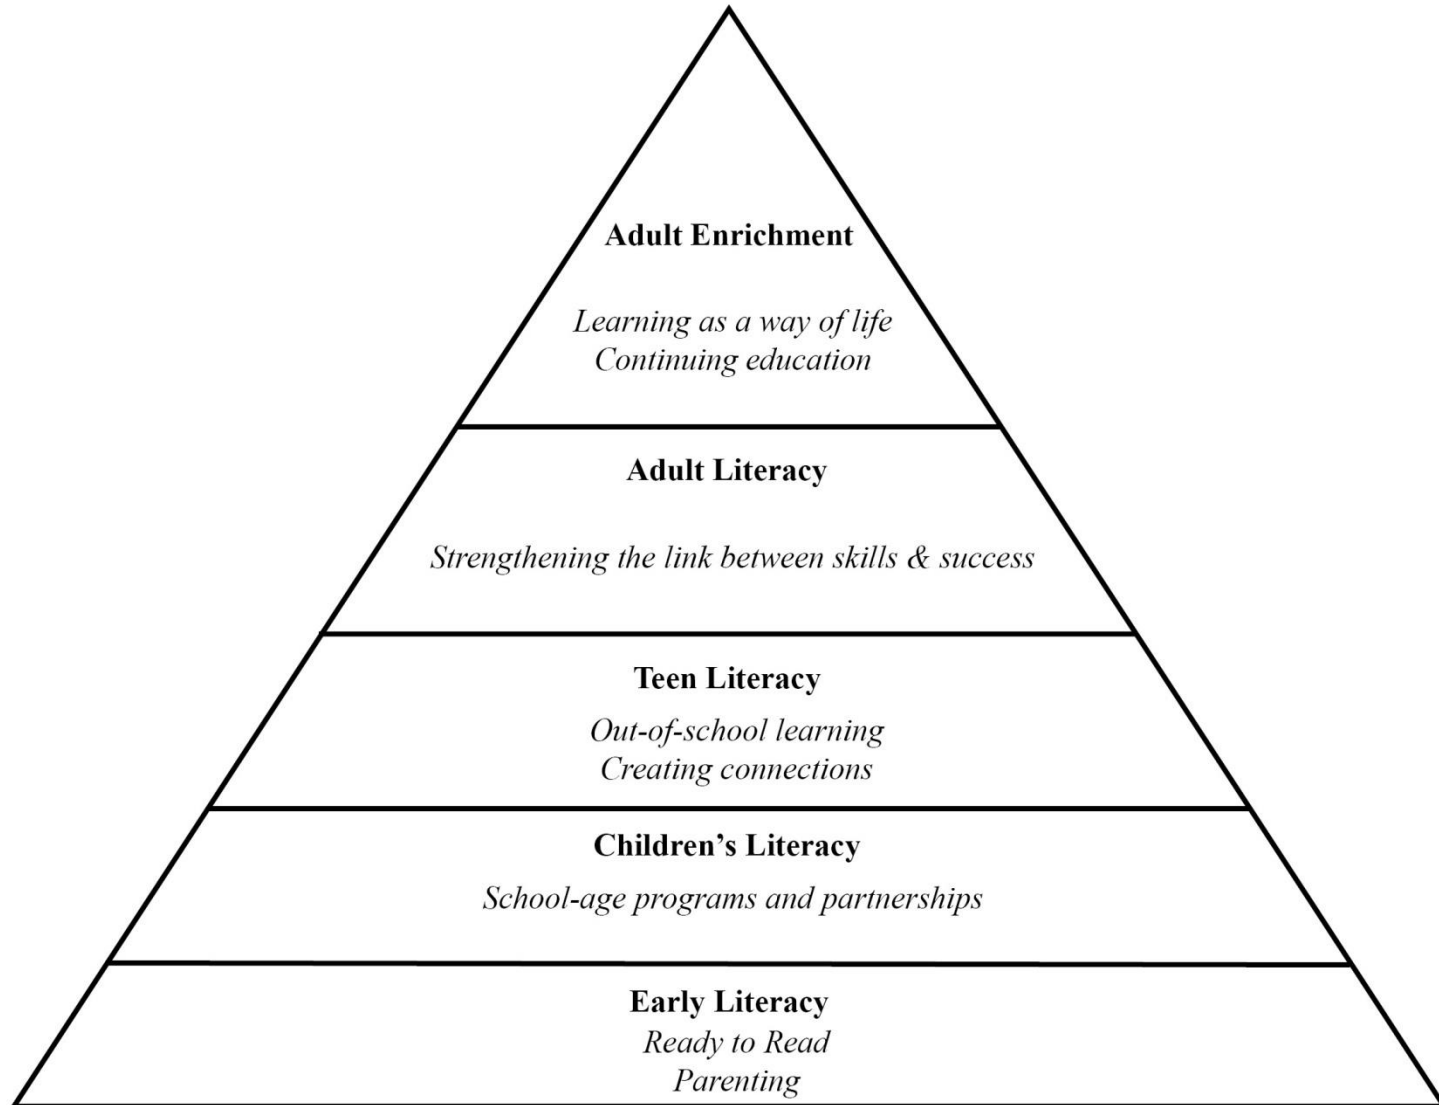 Adult Enrichment
Learning as a way of life
Continuing education
Adult Literacy
Strengthening the link between skills & success
Teen Literacy
Out-of-school learning
Creating connections
Children’s Literacy
School-age programs and partnerships
Early Literacy
Ready to Read
Parenting